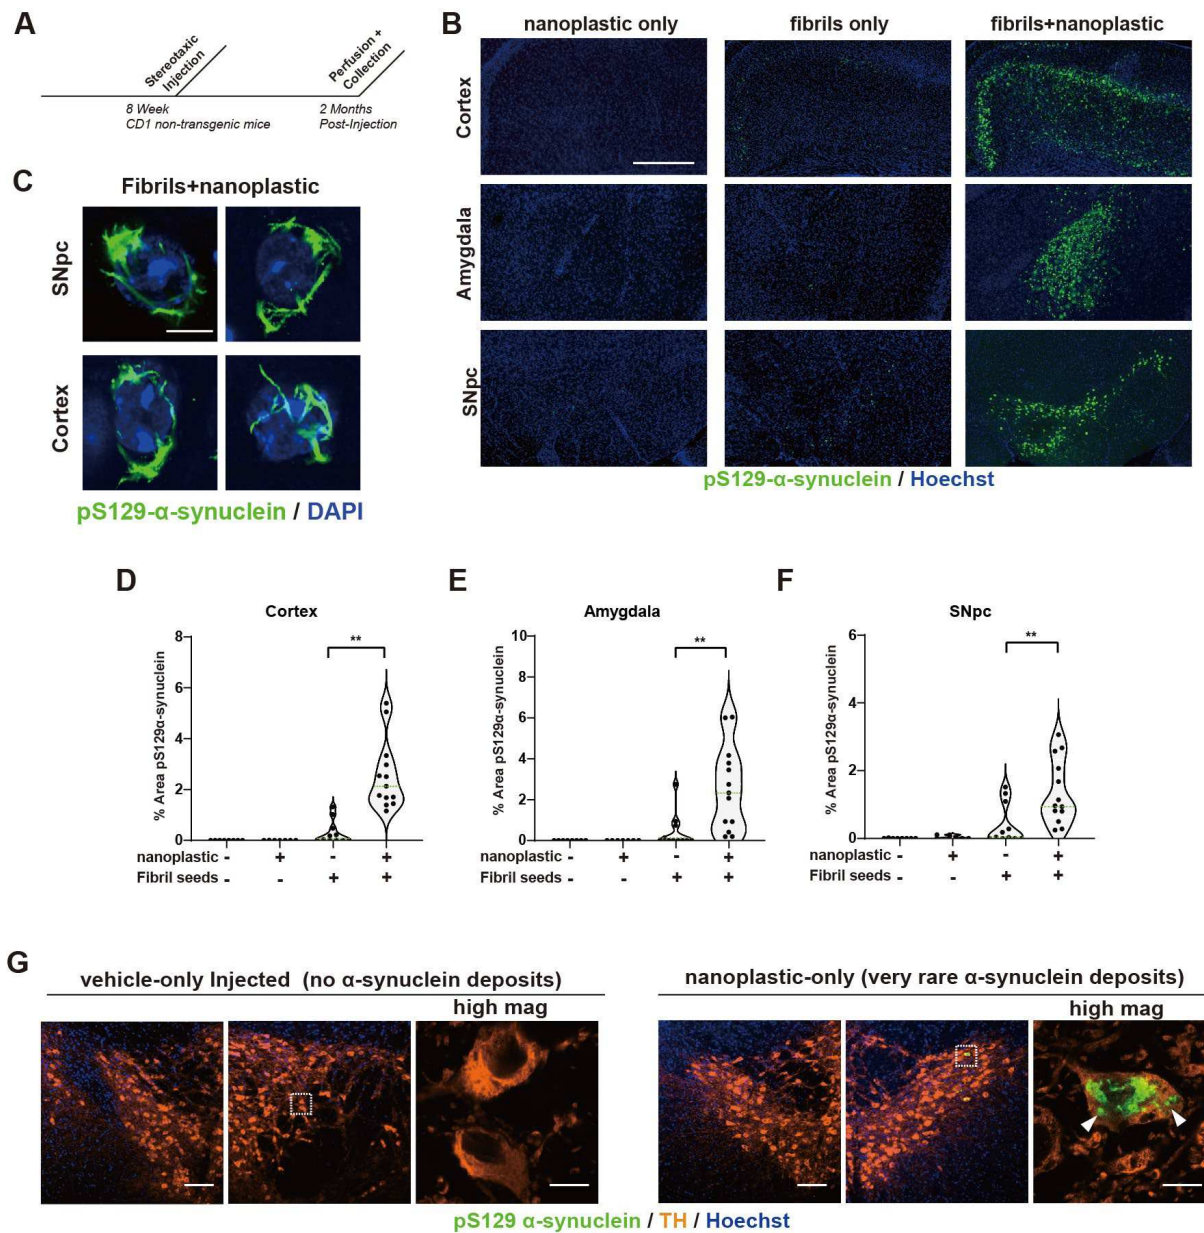 A
Stereotaxic
Injection
Perfusion +
Collection
8 Week
CD1 non-transgenic mice
2 Months
Post-Injection
B
nanoplastic only
fibrils only
fibrils+nanoplastic
Cortex
Amygdala
SNpc
pS129-α-synuclein / Hoechst
C
Fibrils+nanoplastic
SNpc
Cortex
pS129-α-synuclein / DAPI
D
Cortex
% Area pS129α-synuclein
8
6
4
2
0
**
nanoplastic - + - +
Fibril seeds - - + +
E
Amygdala
% Area pS129α-synuclein
10
8
6
4
2
0
**
nanoplastic - + - +
Fibril seeds - - + +
F
SNpc
% Area pS129α-synuclein
6
4
2
0
**
nanoplastic - + - +
Fibril seeds - - + +
G
vehicle-only Injected (no α-synuclein deposits)
high mag
nanoplastic-only (very rare α-synuclein deposits)
high mag
pS129 α-synuclein / TH / Hoechst